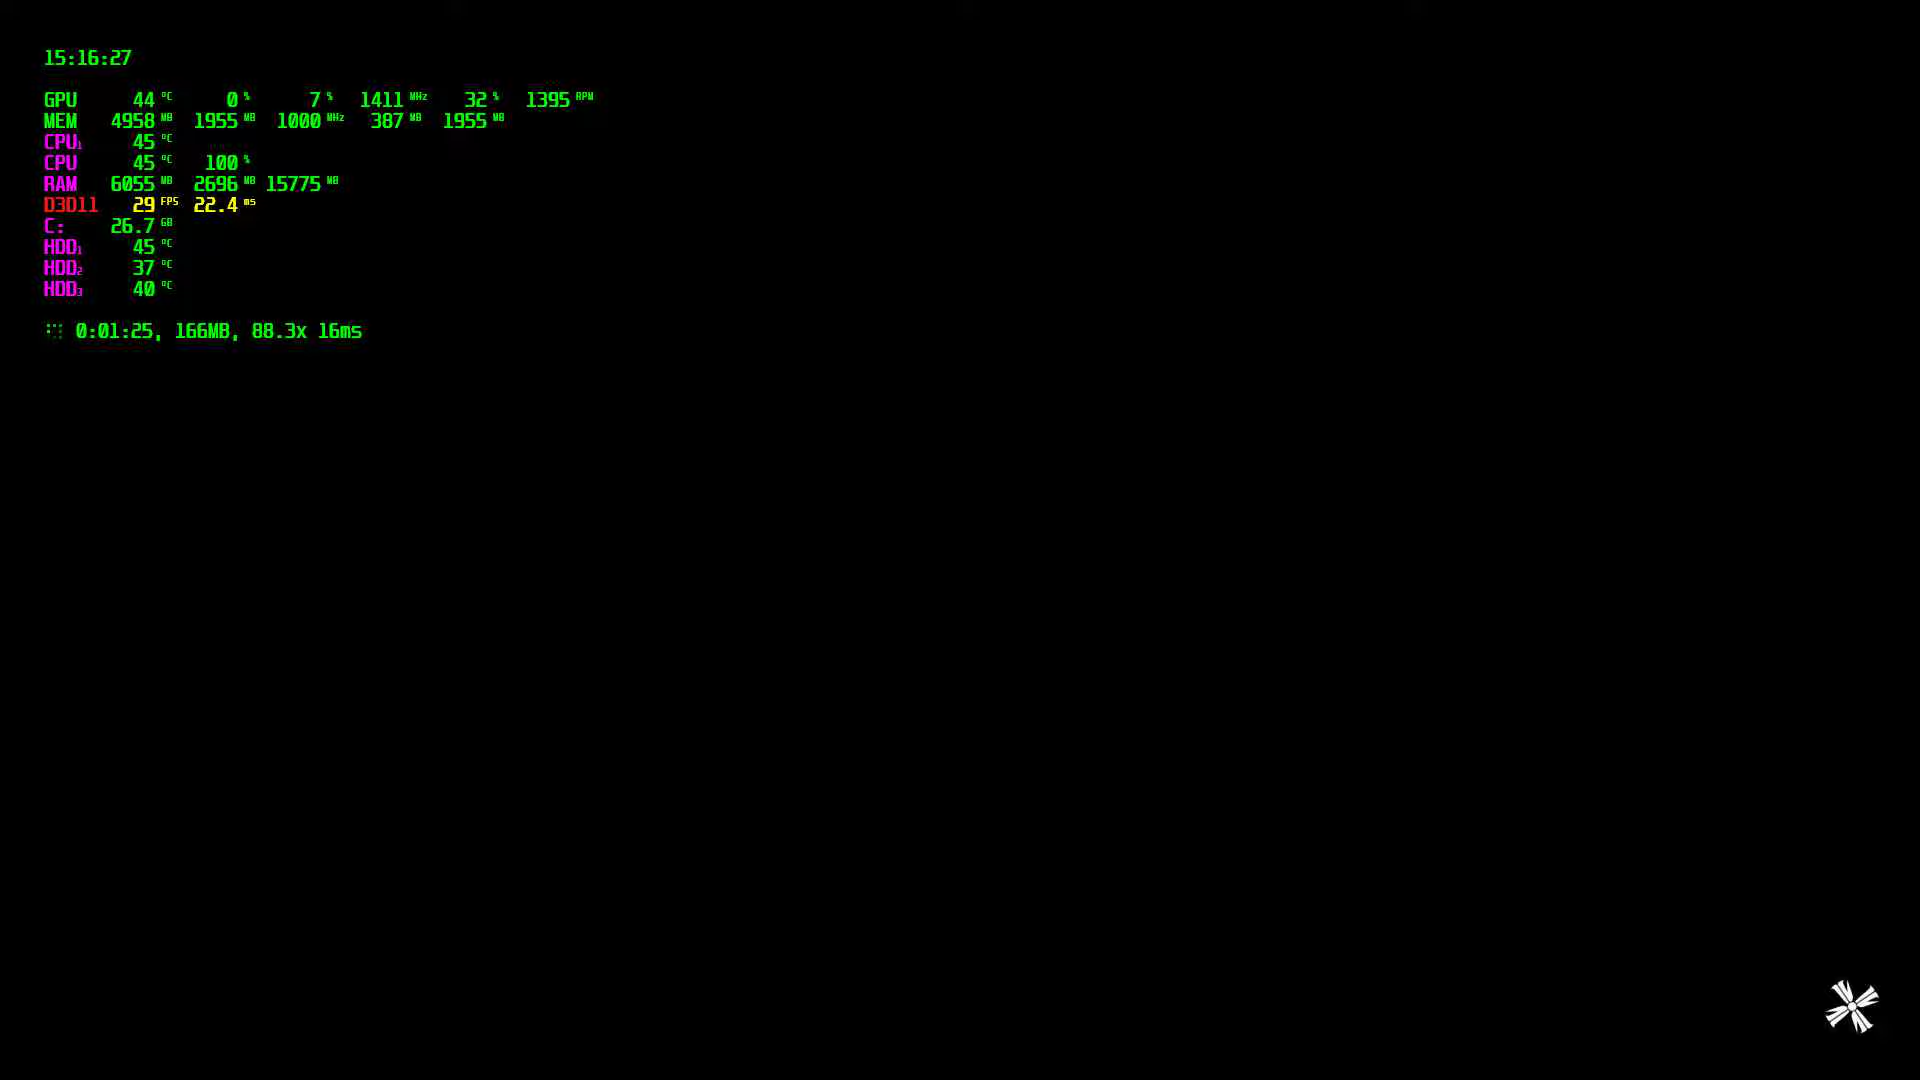 15:16:27
GPU 44 °C 0 % 7 % 1411 MHz 32 % 1395 RPM
MEM 4958 MB 1955 MB 1000 MHz 387 MB 1955 MB
CPU1 45 °C
CPU 45 °C 100 %
RAM 6055 MB 2696 MB 15775 MB
D3D11 29 FPS 22.4 ms
C: 26.7 GB
HDD1 45 °C
HDD2 37 °C
HDD3 40 °C
0:01:25, 166MB, 88.3x 16ms